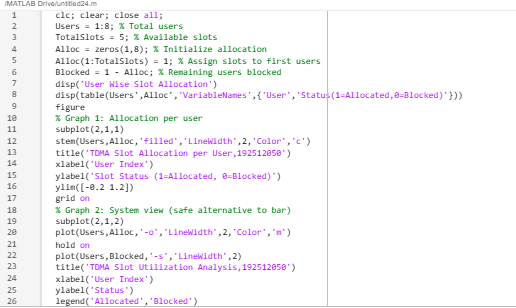 /MATLAB Drive/untitled24.m
1 clc; clear; close all;
2 Users = 1:8; % Total users
3 TotalSlots = 5; % Available slots
4 Alloc = zeros(1,8); % Initialize allocation
5 Alloc(1:TotalSlots) = 1; % Assign slots to first users
6 Blocked = 1 - Alloc; % Remaining users blocked
7 disp('User Wise Slot Allocation')
8 disp(table(Users',Alloc','VariableNames',{'User','Status(1=Allocated,0=Blocked)'}))
9 figure
10 % Graph 1: Allocation per user
11 subplot(2,1,1)
12 stem(Users,Alloc,'filled','LineWidth',2,'Color','c')
13 title('TDMA Slot Allocation per User,192512050')
14 xlabel('User Index')
15 ylabel('Slot Status (1=Allocated, 0=Blocked)')
16 ylim([-0.2 1.2])
17 grid on
18 % Graph 2: System view (safe alternative to bar)
19 subplot(2,1,2)
20 plot(Users,Alloc,'-o','LineWidth',2,'Color','m')
21 hold on
22 plot(Users,Blocked,'-s','LineWidth',2)
23 title('TDMA Slot Utilization Analysis,192512050')
24 xlabel('User Index')
25 ylabel('Status')
26 legend('Allocated','Blocked')